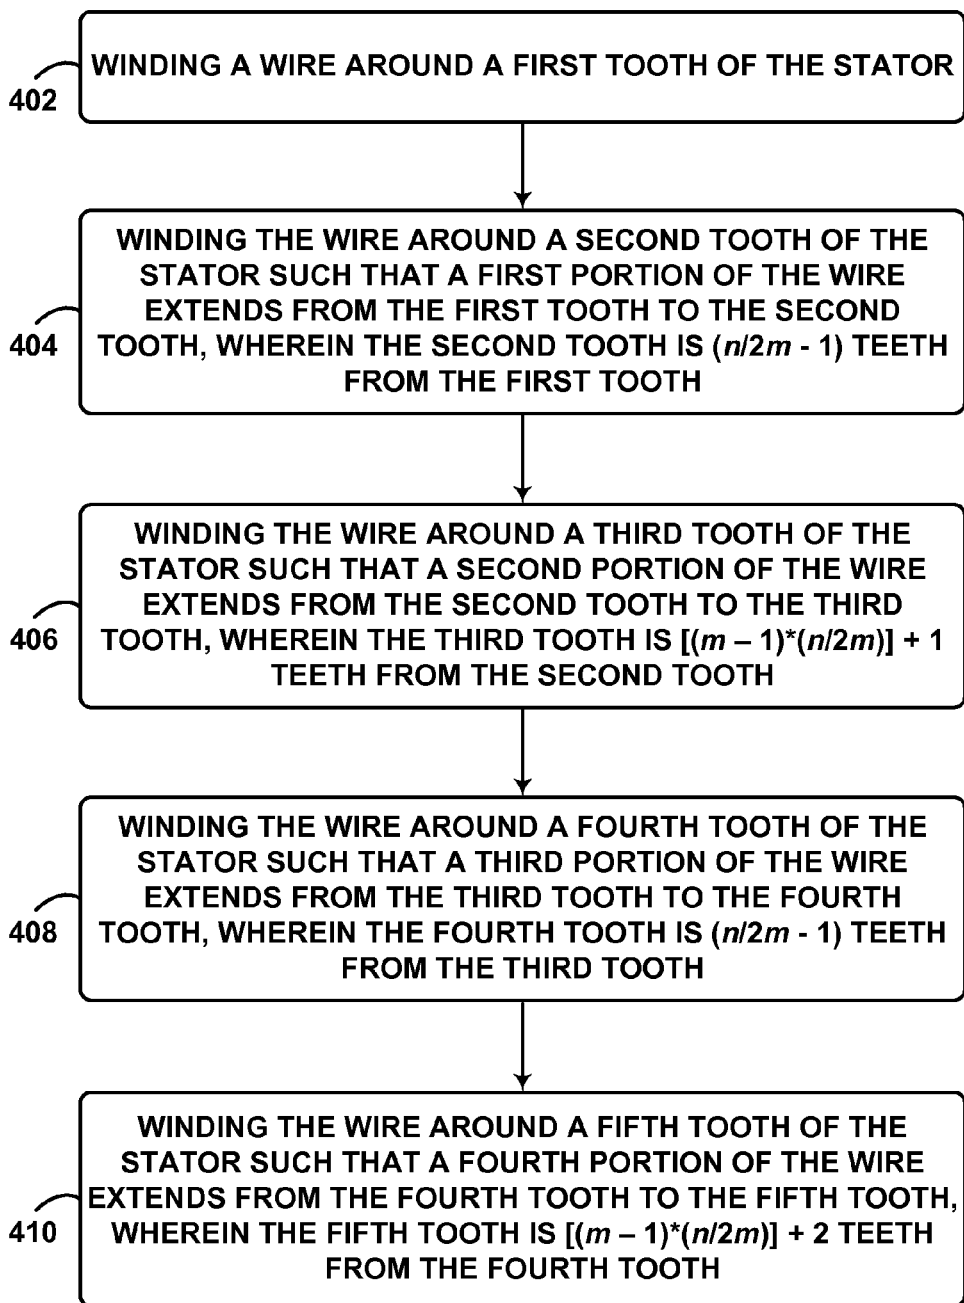 WINDING A WIRE AROUND A FIRST TOOTH OF THE STATOR
402
WINDING THE WIRE AROUND A SECOND TOOTH OF THE
STATOR SUCH THAT A FIRST PORTION OF THE WIRE
EXTENDS FROM THE FIRST TOOTH TO THE SECOND
TOOTH, WHEREIN THE SECOND TOOTH IS (n/2m - 1) TEETH
FROM THE FIRST TOOTH
404
WINDING THE WIRE AROUND A THIRD TOOTH OF THE
STATOR SUCH THAT A SECOND PORTION OF THE WIRE
EXTENDS FROM THE SECOND TOOTH TO THE THIRD
TOOTH, WHEREIN THE THIRD TOOTH IS [(m – 1)*(n/2m)] + 1
TEETH FROM THE SECOND TOOTH
406
WINDING THE WIRE AROUND A FOURTH TOOTH OF THE
STATOR SUCH THAT A THIRD PORTION OF THE WIRE
EXTENDS FROM THE THIRD TOOTH TO THE FOURTH
TOOTH, WHEREIN THE FOURTH TOOTH IS (n/2m - 1) TEETH
FROM THE THIRD TOOTH
408
WINDING THE WIRE AROUND A FIFTH TOOTH OF THE
STATOR SUCH THAT A FOURTH PORTION OF THE WIRE
EXTENDS FROM THE FOURTH TOOTH TO THE FIFTH TOOTH,
WHEREIN THE FIFTH TOOTH IS [(m – 1)*(n/2m)] + 2 TEETH
FROM THE FOURTH TOOTH
410